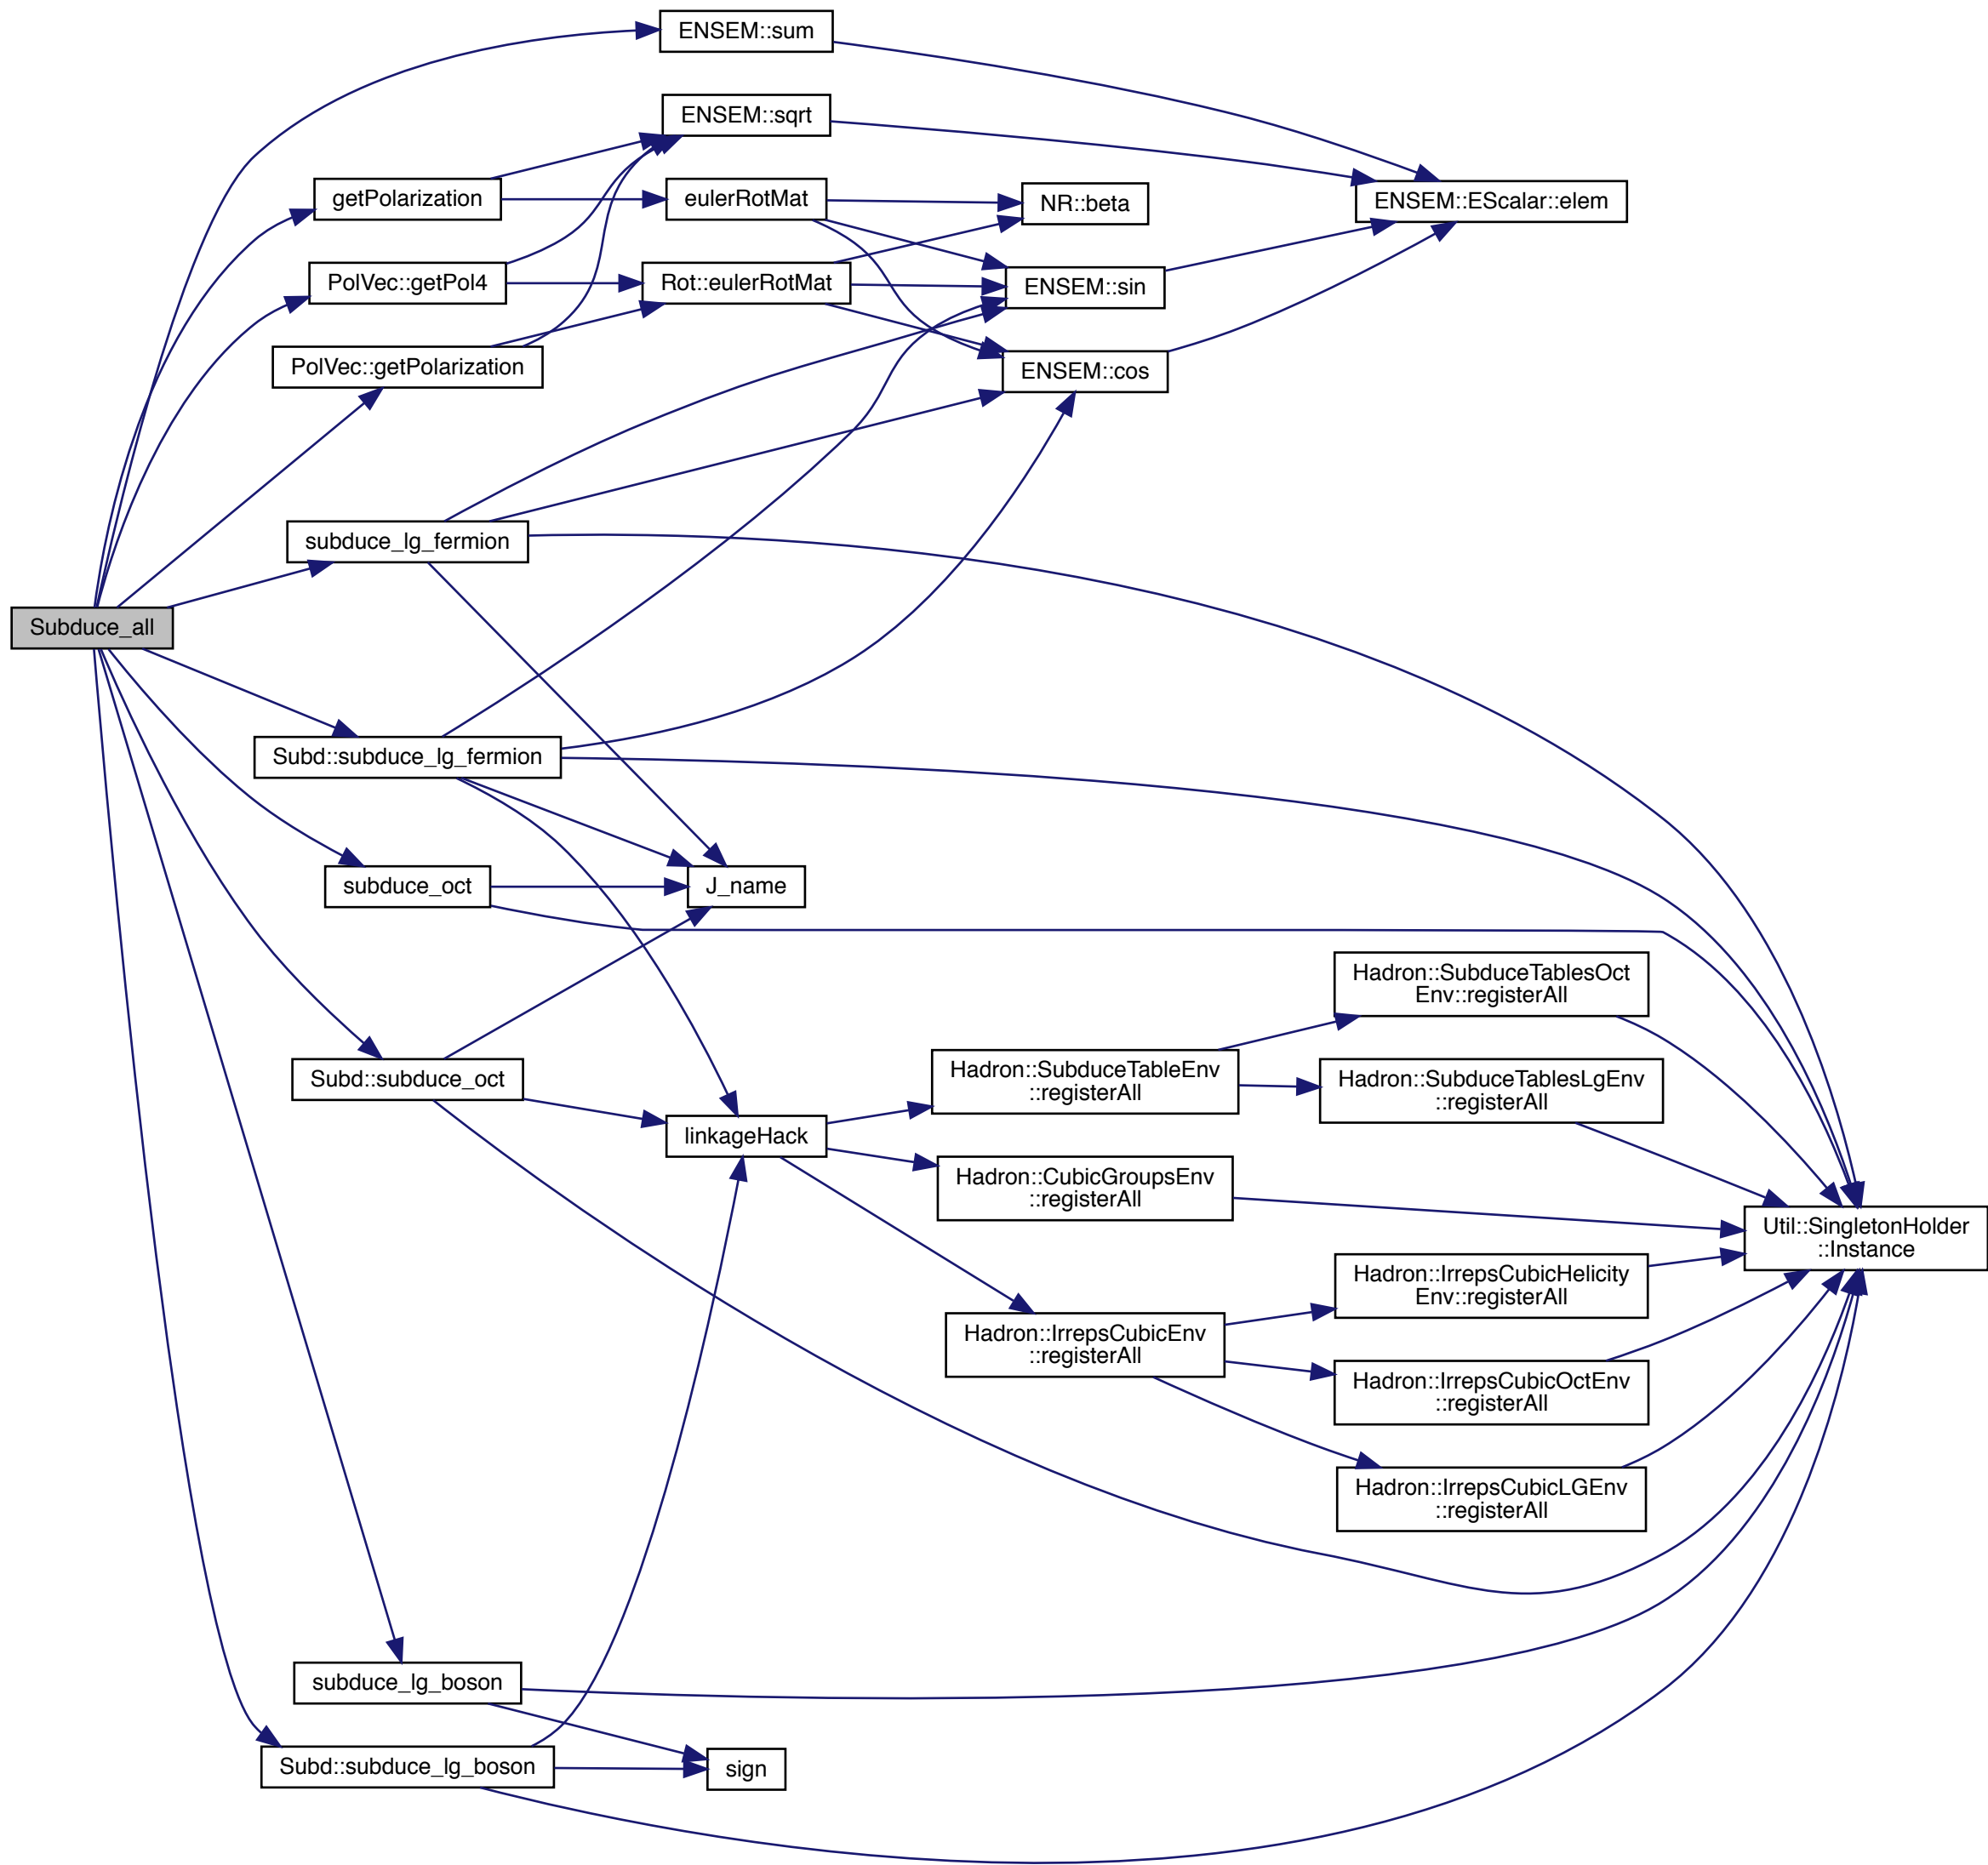 ENSEM::sum
ENSEM::sqrt
getPolarization
eulerRotMat
NR::beta
ENSEM::EScalar::elem
PolVec::getPol4
Rot::eulerRotMat
ENSEM::sin
PolVec::getPolarization
ENSEM::cos
subduce_lg_fermion
Subduce_all
Subd::subduce_lg_fermion
subduce_oct
J_name
Hadron::SubduceTablesOct
Env::registerAll
Subd::subduce_oct
Hadron::SubduceTableEnv
::registerAll
Hadron::SubduceTablesLgEnv
::registerAll
linkageHack
Hadron::CubicGroupsEnv
::registerAll
Util::SingletonHolder
::Instance
Hadron::IrrepsCubicHelicity
Env::registerAll
Hadron::IrrepsCubicEnv
::registerAll
Hadron::IrrepsCubicOctEnv
::registerAll
Hadron::IrrepsCubicLGEnv
::registerAll
subduce_lg_boson
Subd::subduce_lg_boson
sign